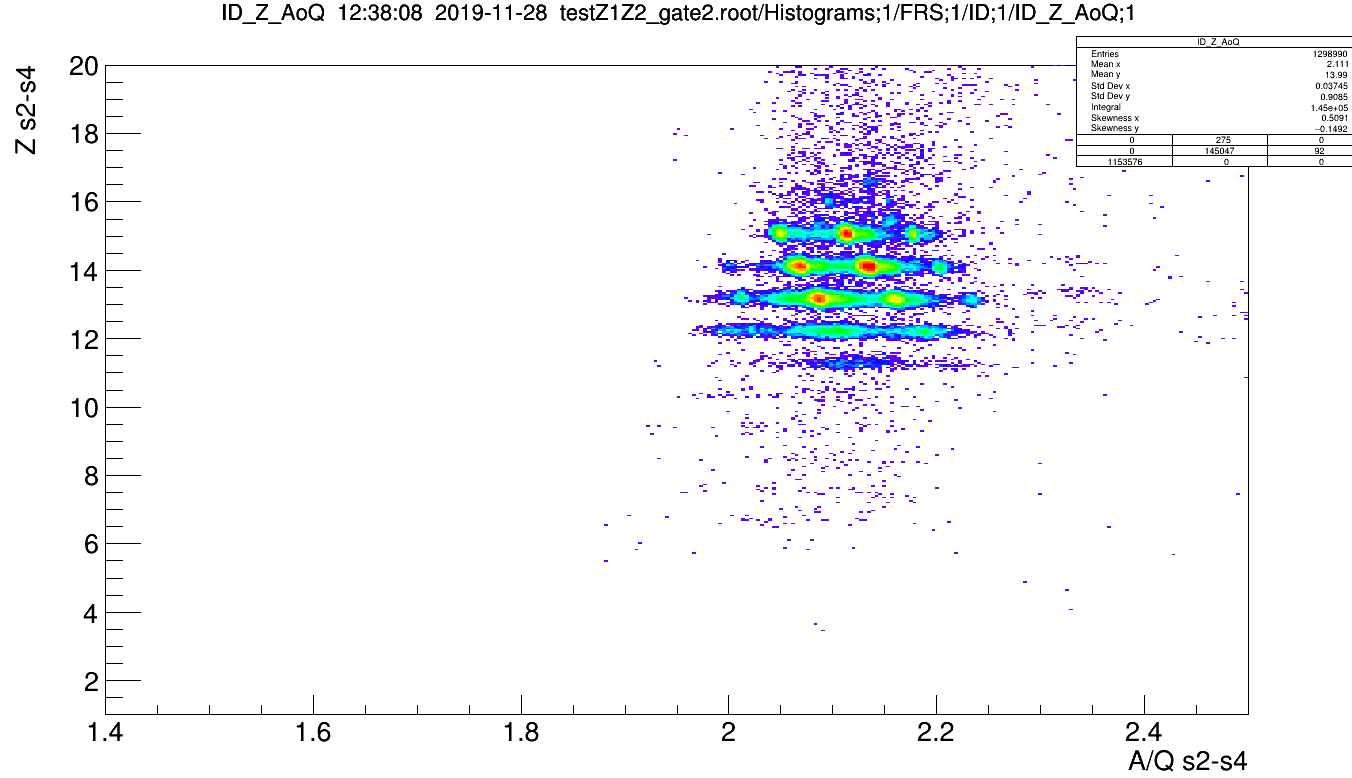 ID_Z_AoQ 12:38:08 2019-11-28 testZ1Z2_gate2.root/Histograms;1/FRS;1/ID;1/ID_Z_AoQ;1
ID_Z_AoQ
Entries 1298990
Mean x 2.111
Mean y 13.99
Std Dev x 0.03745
Std Dev y 0.9085
Integral 1.45e+05
Skewness x 0.5091
Skewness y −0.1492
0 275 0
0 145047 92
1153576 0 0
Z s2-s4
20
18
16
14
12
10
8
6
4
2
1.4 1.6 1.8 2 2.2 2.4
A/Q s2-s4